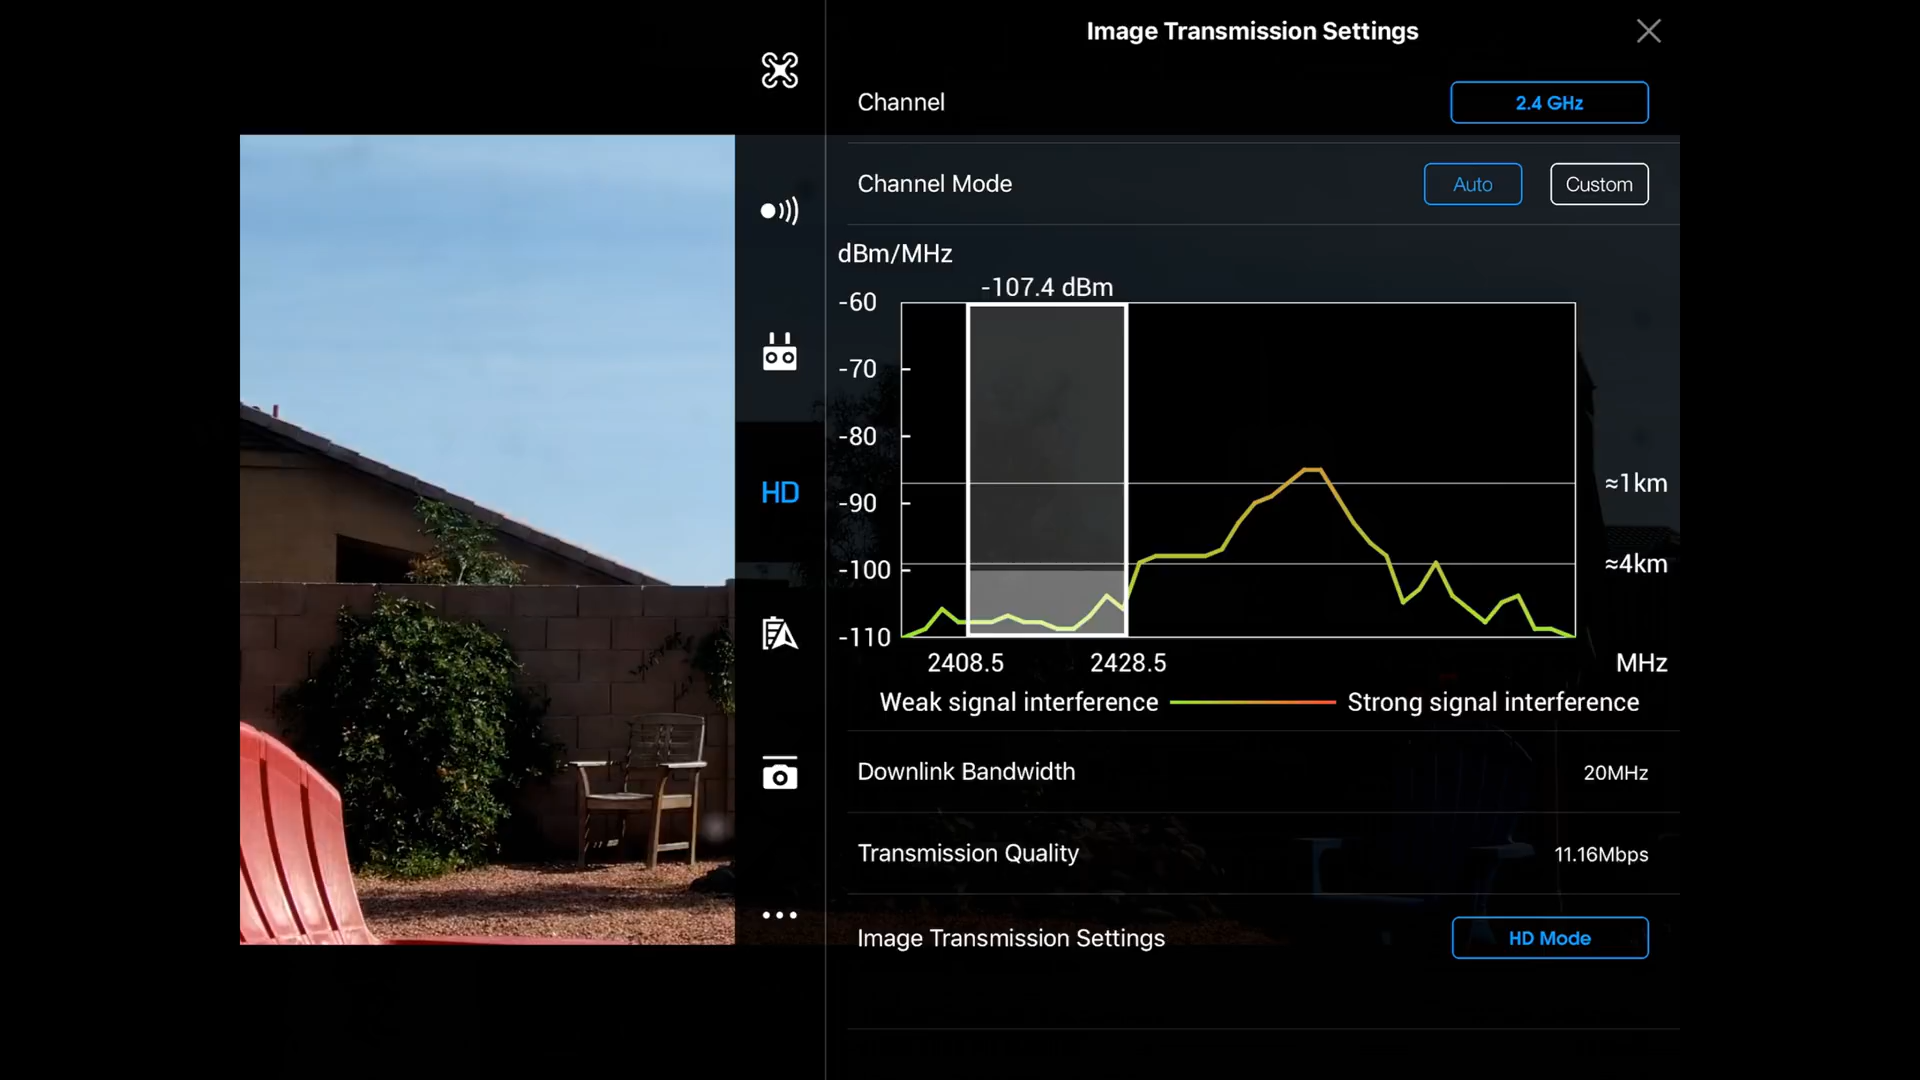 Image Transmission Settings
Channel
2.4 GHz
Channel Mode
Auto
Custom
dBm/MHz
-107.4 dBm
-60
-70
-80
-90
-100
-110
≈1km
≈4km
2408.5
2428.5
MHz
HD
Weak signal interference
Strong signal interference
Downlink Bandwidth
20MHz
Transmission Quality
11.16Mbps
Image Transmission Settings
HD Mode